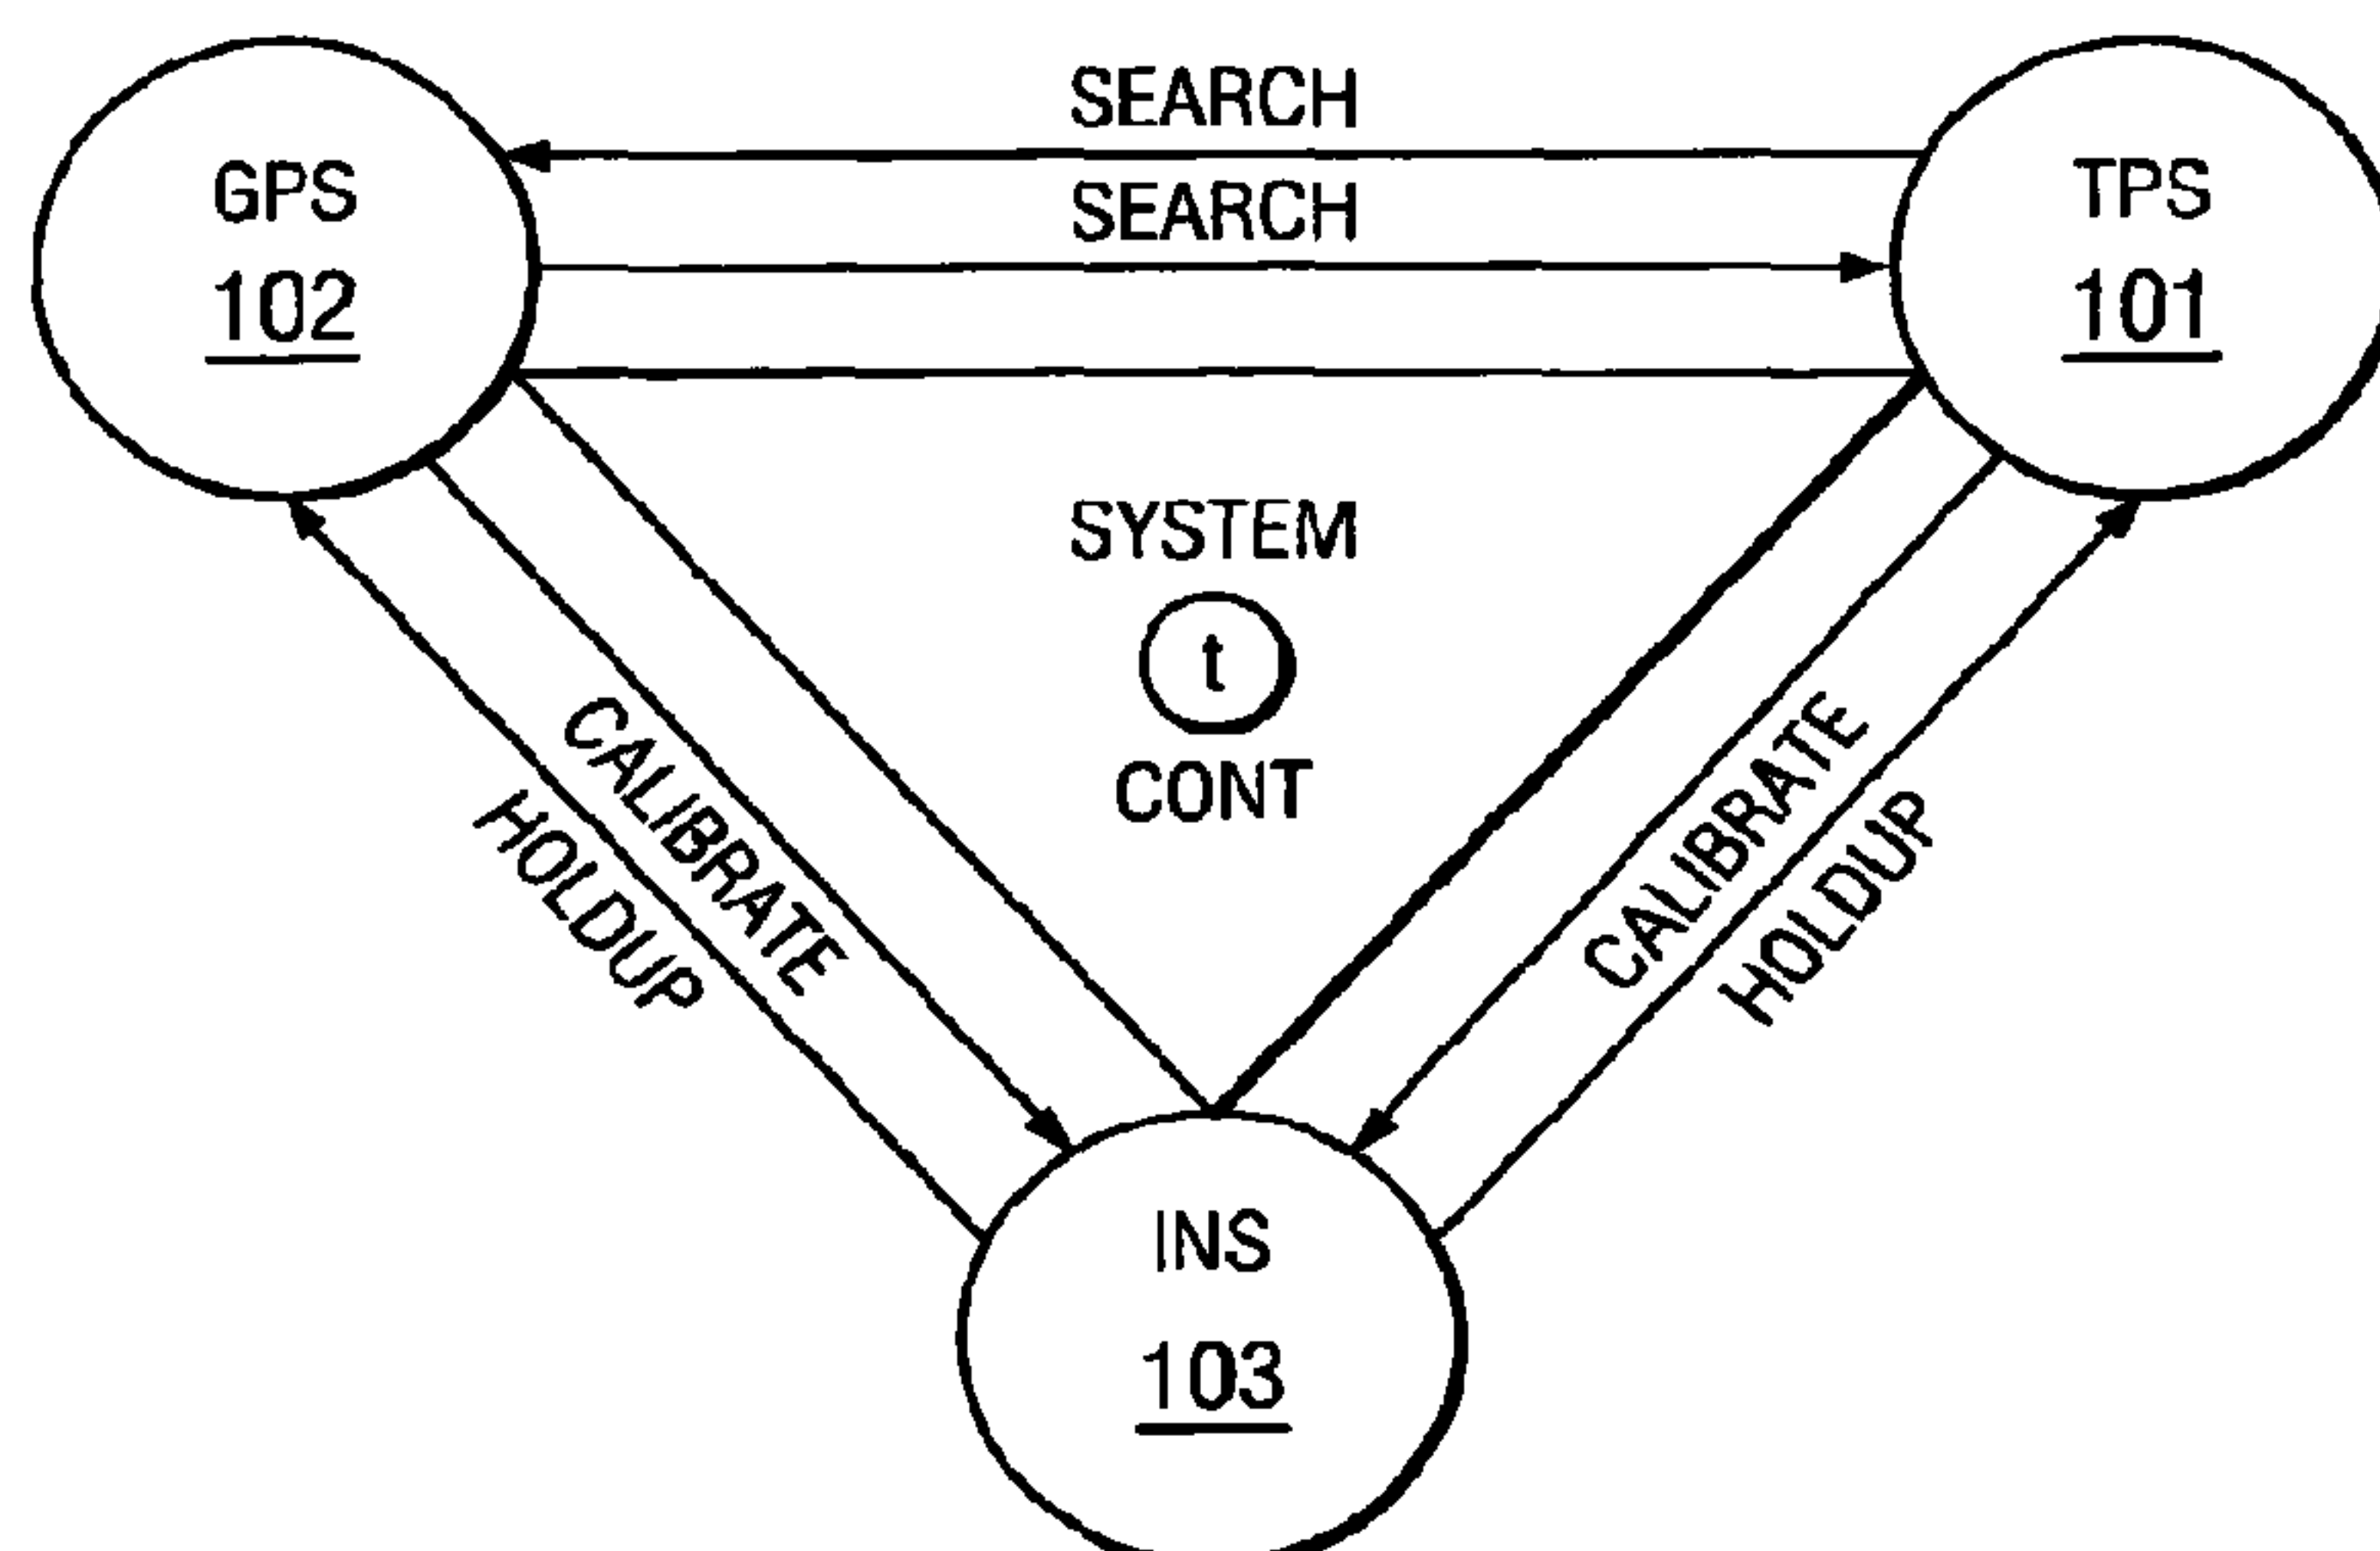 SEARCH
SEARCH
GPS
102
TPS
101
SYSTEM
t
CONT
CALIBRATE
HOLDUP
CALIBRATE
HOLDUP
INS
103